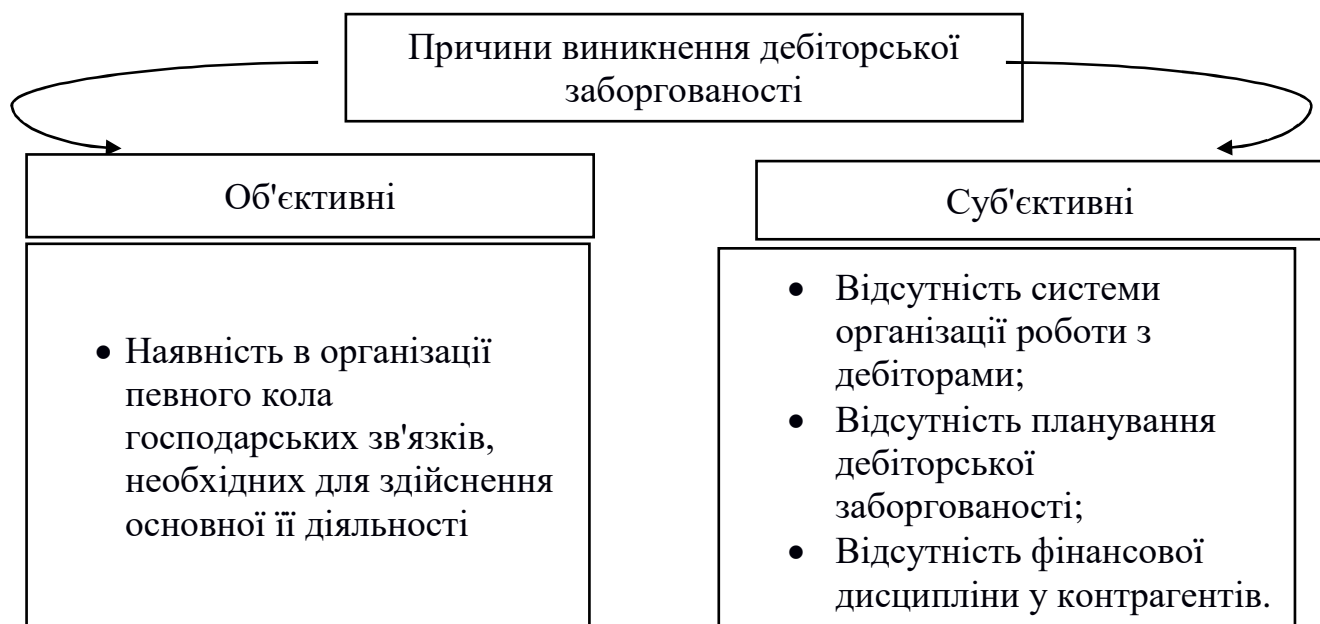 Причини виникнення дебіторської
заборгованості
Об'єктивні
• Наявність в організації
певного кола
господарських зв'язків,
необхідних для здійснення
основної її діяльності
Суб'єктивні
• Відсутність системи
організації роботи з
дебіторами;
• Відсутність планування
дебіторської
заборгованості;
• Відсутність фінансової
дисципліни у контрагентів.